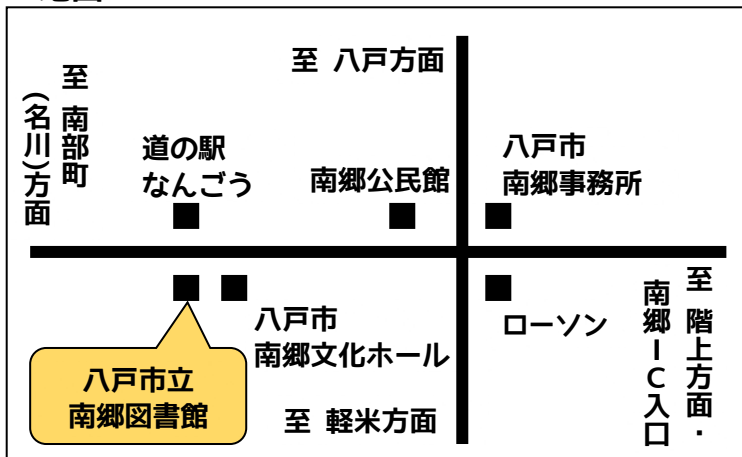 至 八戸方面
至 南部町
(名川)方面
道の駅
なんごう
南郷公民館
八戸市
南郷事務所
八戸市
南郷文化ホール
ローソン
至 階上方面・
南郷IC入口
八戸市立
南郷図書館
至 軽米方面